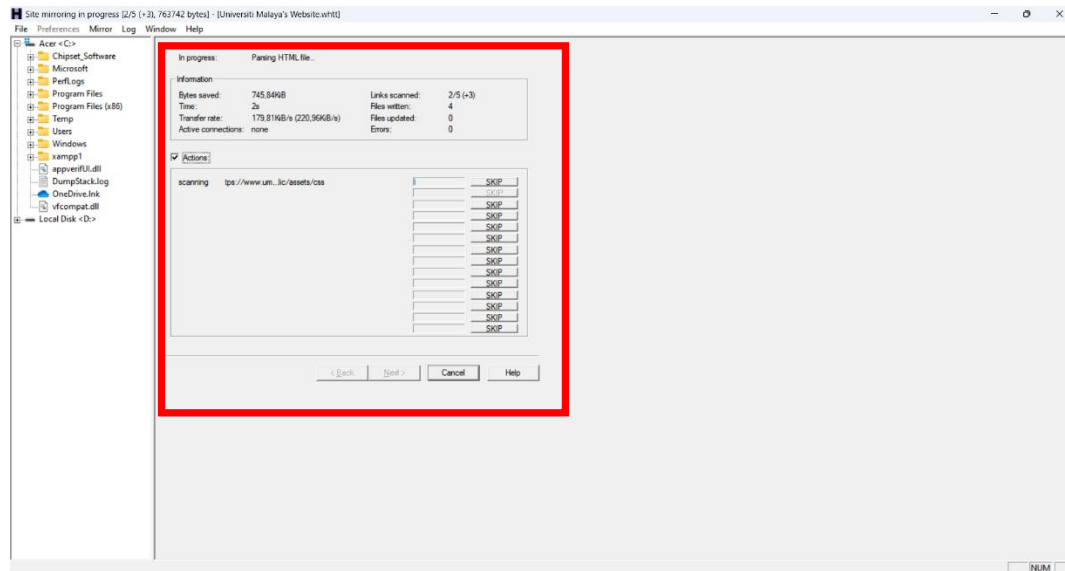 Site mirroring in progress [2/5 (+3), 763742 bytes] - [Universiti Malaya's Website.whtt]
File Preferences Mirror Log Window Help
Acer <C:>
Chipset_Software
Microsoft
PerfLogs
Program Files
Program Files (x86)
Temp
Users
Windows
xampp1
appverifUI.dll
DumpStack.log
OneDrive.lnk
vfcompat.dll
Local Disk <D:>
In progress: Parsing HTML file..
Information
Bytes saved: 745,84KiB Links scanned: 2/5 (+3)
Time: 2s Files written: 4
Transfer rate: 179,81KiB/s (220,96KiB/s) Files updated: 0
Active connections: none Errors: 0
Actions:
scanning tps://www.um...lic/assets/css SKIP
SKIP
SKIP
SKIP
SKIP
SKIP
SKIP
SKIP
SKIP
SKIP
SKIP
SKIP
SKIP
SKIP
< Back Next > Cancel Help
NUM